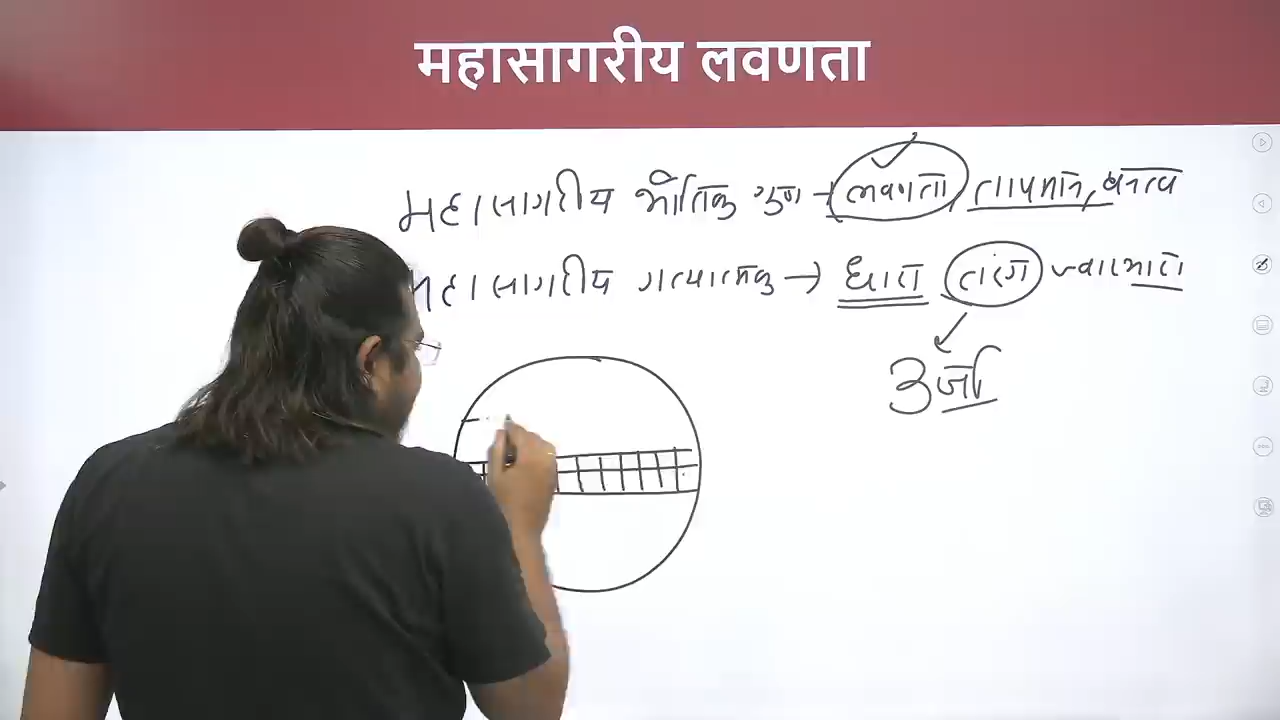 महासागरीय लवणता
महासागरीय भौतिक गुण - लवणता तापमान, घनत्व
महासागरीय गत्यात्मक → धारा तरंग ज्वारभाटा
ऊर्जा